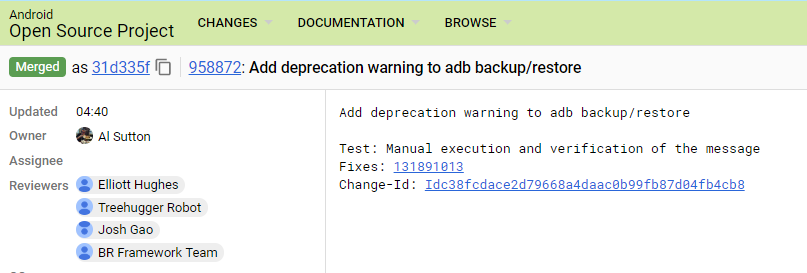 Android
Open Source Project
CHANGES
DOCUMENTATION
BROWSE
Merged as 31d335f 958872: Add deprecation warning to adb backup/restore
Updated 04:40
Owner Al Sutton
Assignee
Reviewers Elliott Hughes
Treehugger Robot
Josh Gao
BR Framework Team
Add deprecation warning to adb backup/restore
Test: Manual execution and verification of the message
Fixes: 131891013
Change-Id: Idc38fcdace2d79668a4daac0b99fb87d04fb4cb8